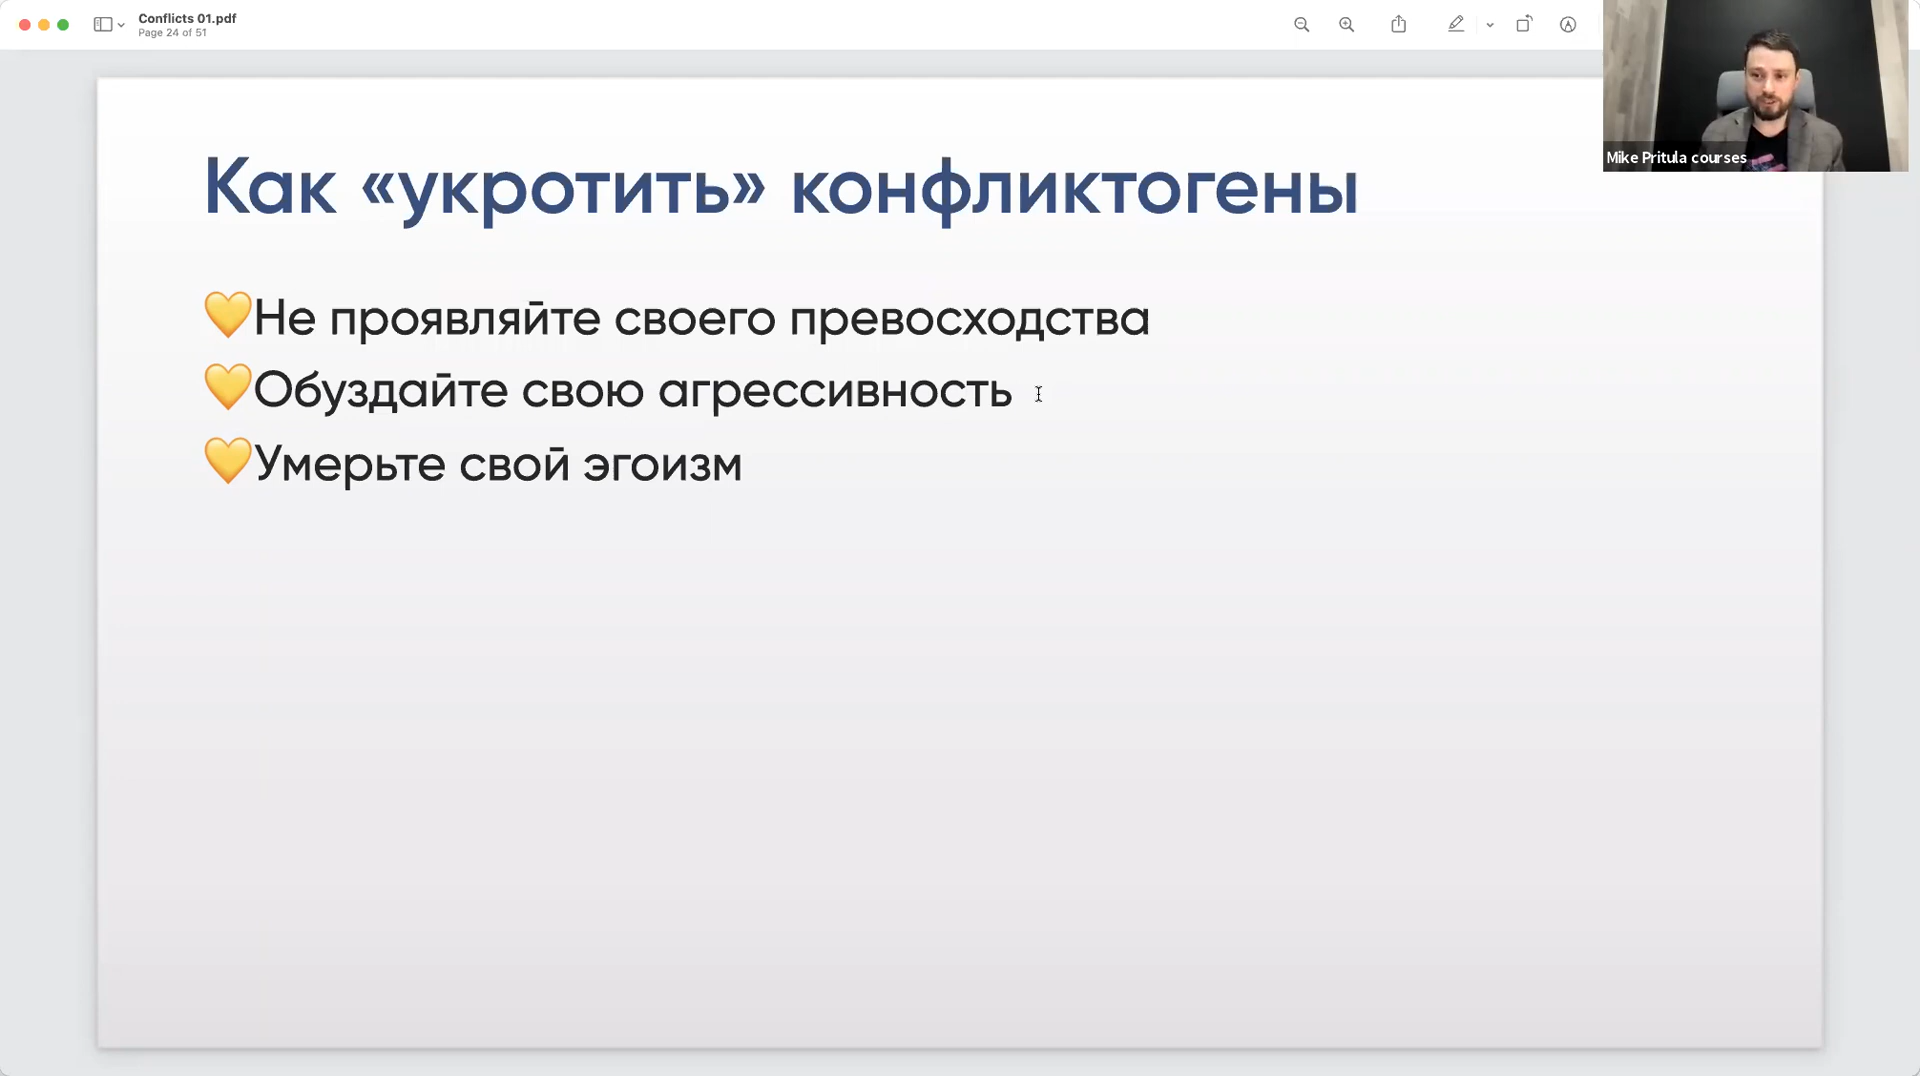 Conflicts 01.pdf
Page 24 of 51
Mike Pritula courses
Как «укротить» конфликтогены
💛Не проявляйте своего превосходства
💛Обуздайте свою агрессивность
💛Умерьте свой эгоизм